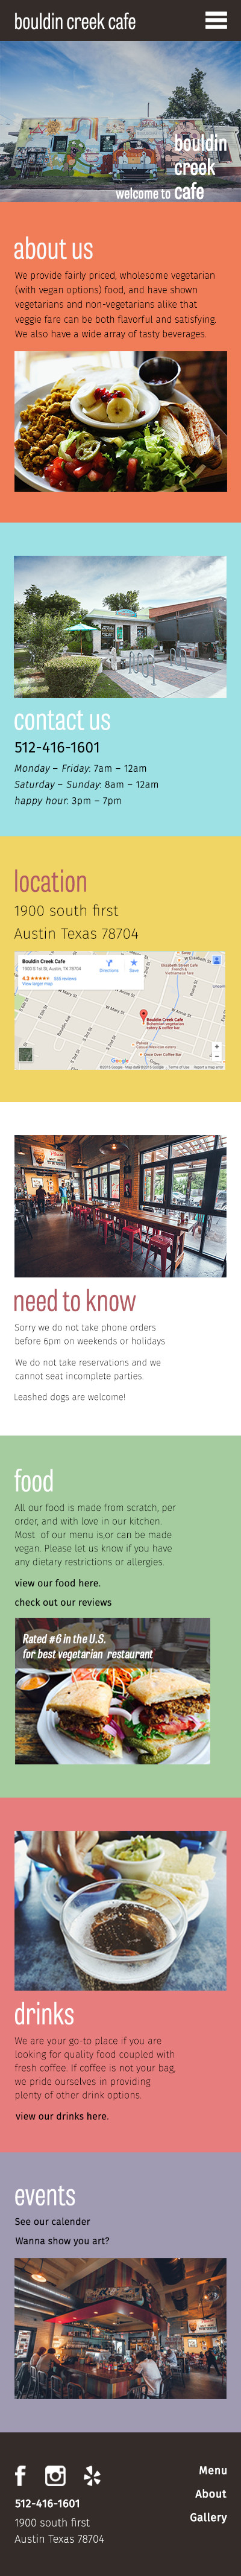 bouldin creek cafe
bouldin
creek
welcome to cafe
about us
We provide fairly priced, wholesome vegetarian
(with vegan options) food, and have shown
vegetarians and non-vegetarians alike that
veggie fare can be both flavorful and satisfying.
We also have a wide array of tasty beverages.
contact us
512-416-1601
Monday – Friday: 7am – 12am
Saturday – Sunday: 8am – 12am
happy hour: 3pm – 7pm
location
1900 south first
Austin Texas 78704
Bouldin Creek Cafe
1900 S 1st St, Austin, TX 78704
Directions
Save
View larger map
Bouldin Creek Cafe
Google
need to know
Sorry we do not take phone orders
before 6pm on weekends or holidays
We do not take reservations and we
cannot seat incomplete parties.
Leashed dogs are welcome!
food
All our food is made from scratch, per
order, and with love in our kitchen.
Most of our menu is,or can be made
vegan. Please let us know if you have
any dietary restrictions or allergies.
view our food here.
check out our reviews
Rated #6 in the U.S.
for best vegetarian restaurant
drinks
We are your go-to place if you are
looking for quality food coupled with
fresh coffee. If coffee is not your bag,
we pride ourselves in providing
plenty of other drink options.
view our drinks here.
events
See our calender
Wanna show you art?
Menu
About
Gallery
512-416-1601
1900 south first
Austin Texas 78704